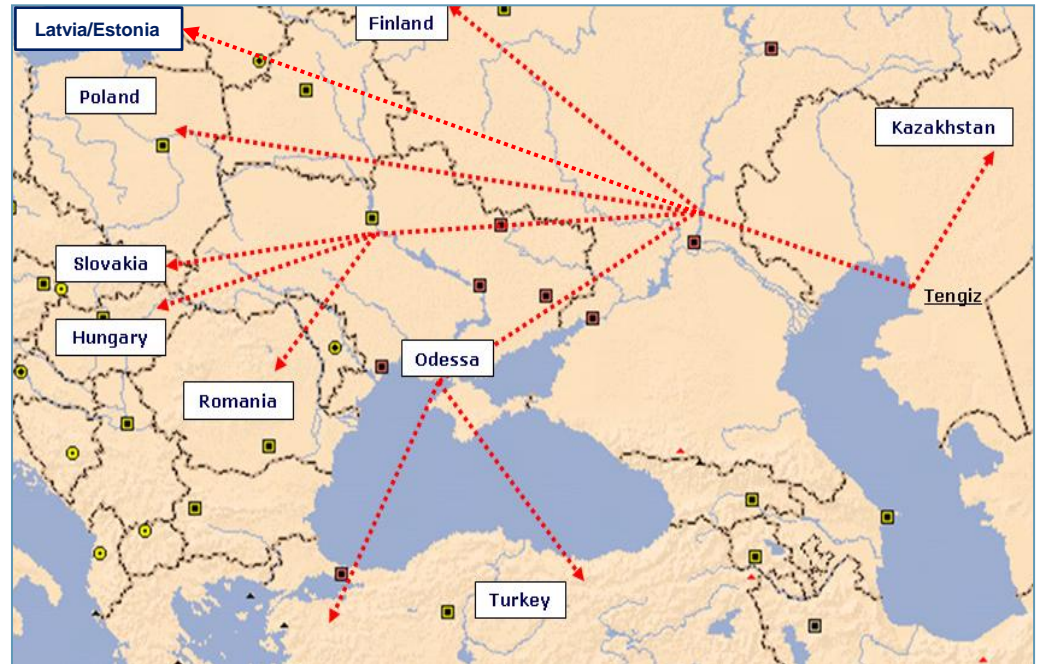 Latvia/Estonia
Finland
Poland
Kazakhstan
Slovakia
Tengiz
Hungary
Odessa
Romania
Turkey